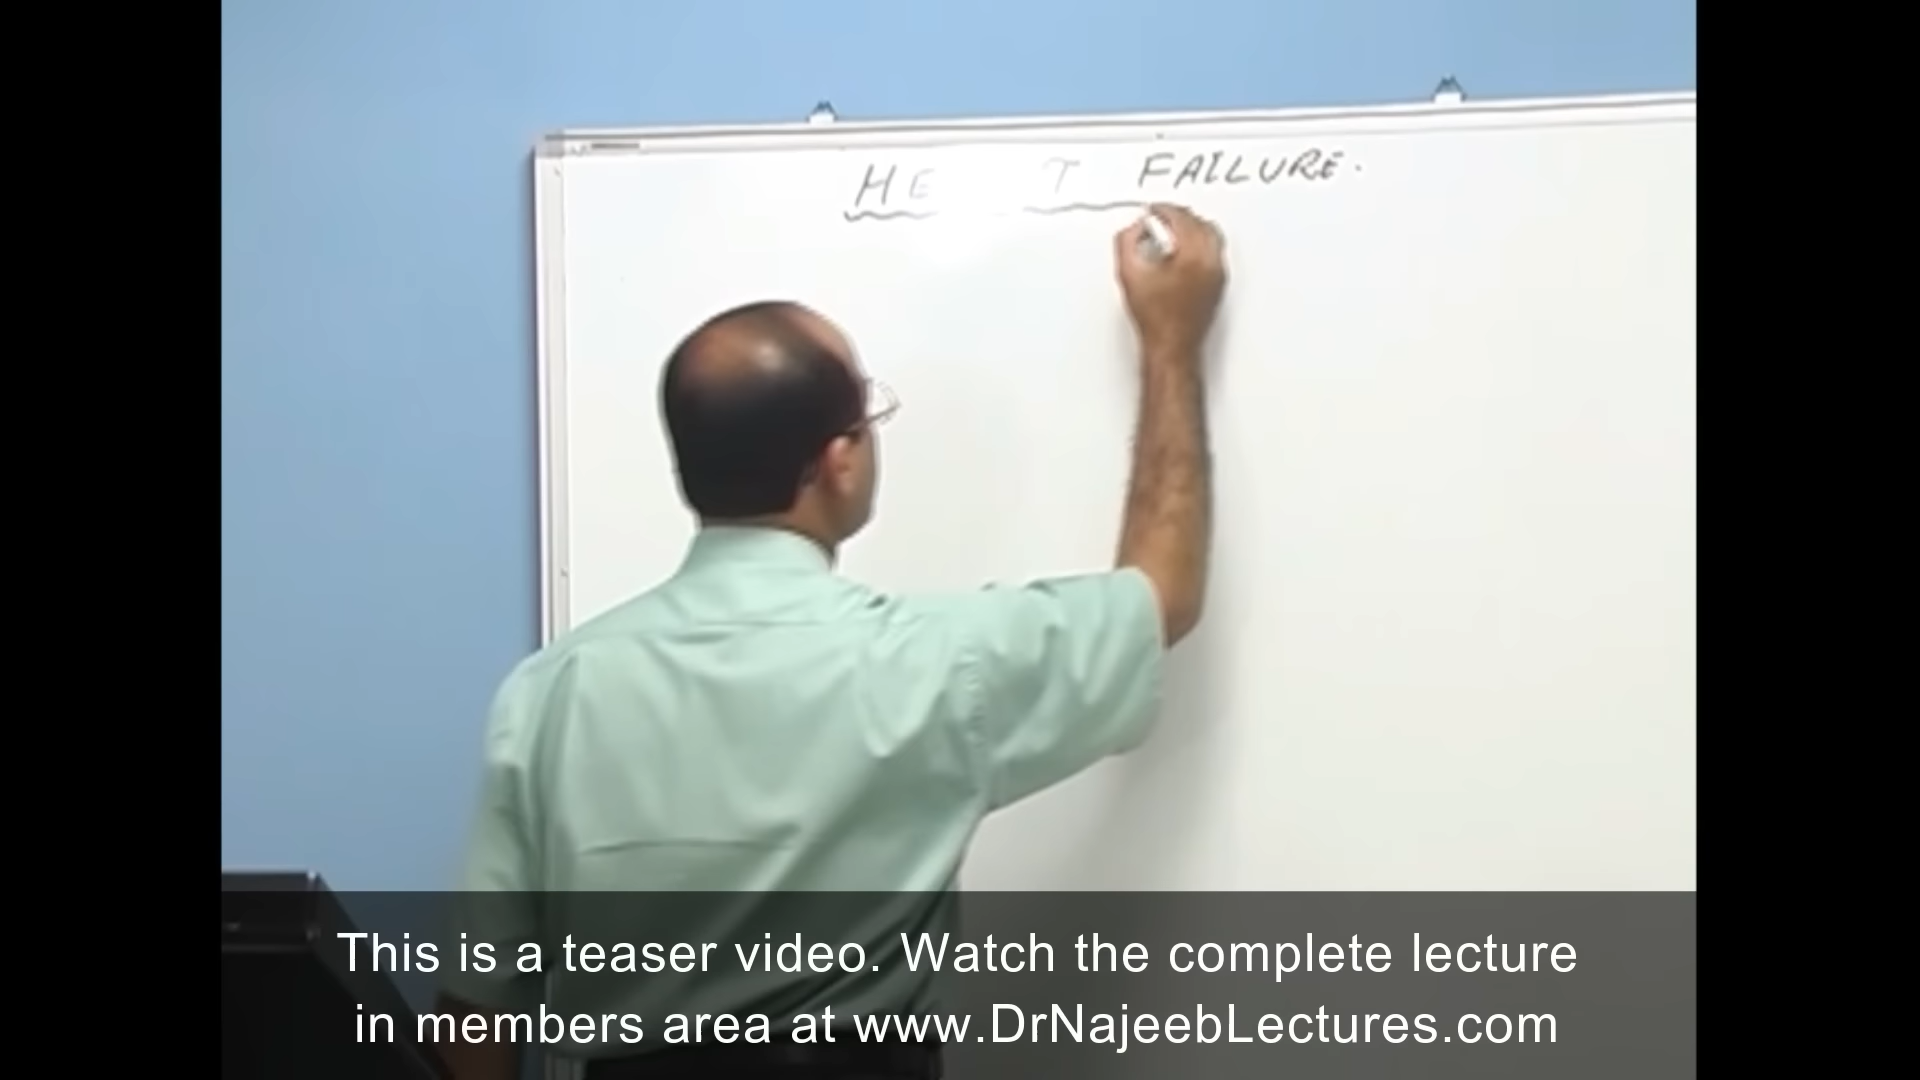 HE T FAILURE.
This is a teaser video. Watch the complete lecture
in members area at www.DrNajeebLectures.com